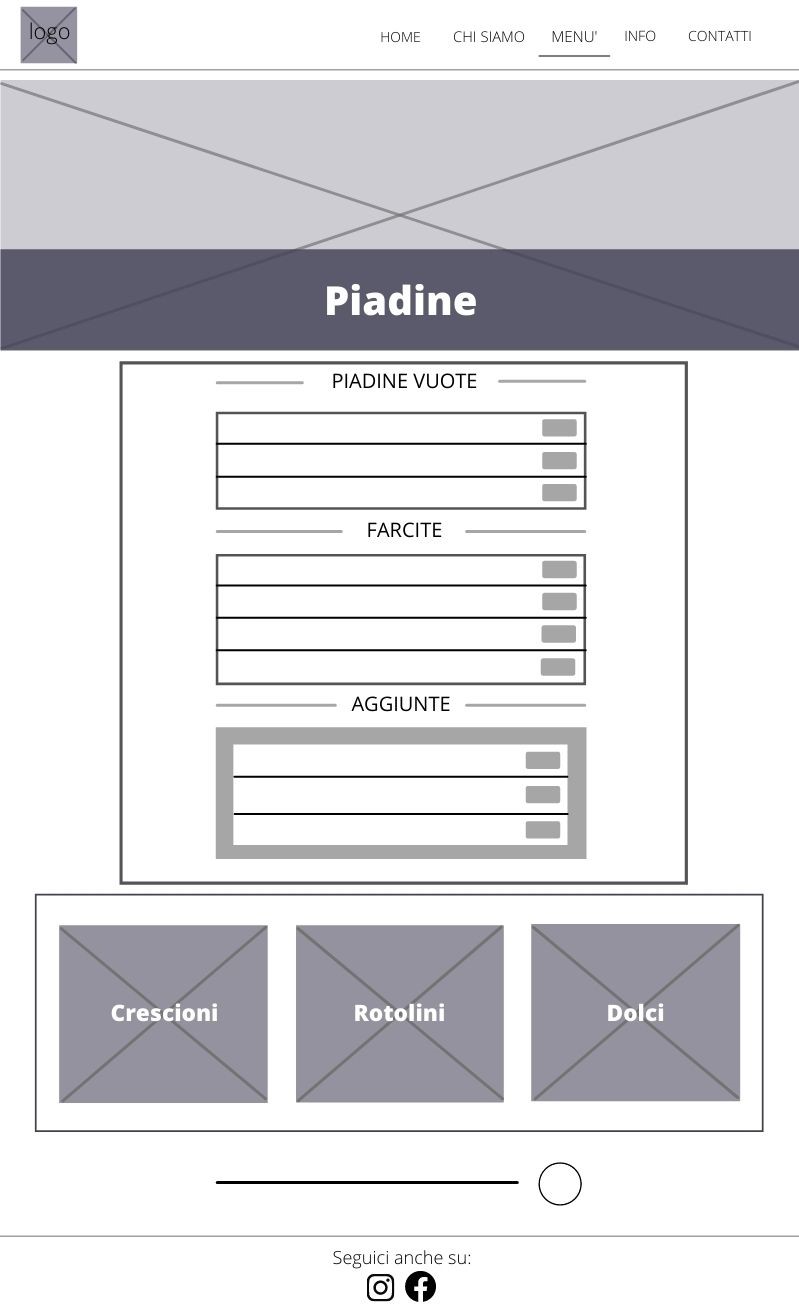 logo
HOME
CHI SIAMO
MENU'
INFO
CONTATTI
Piadine
PIADINE VUOTE
FARCITE
AGGIUNTE
Crescioni
Rotolini
Dolci
Seguici anche su: